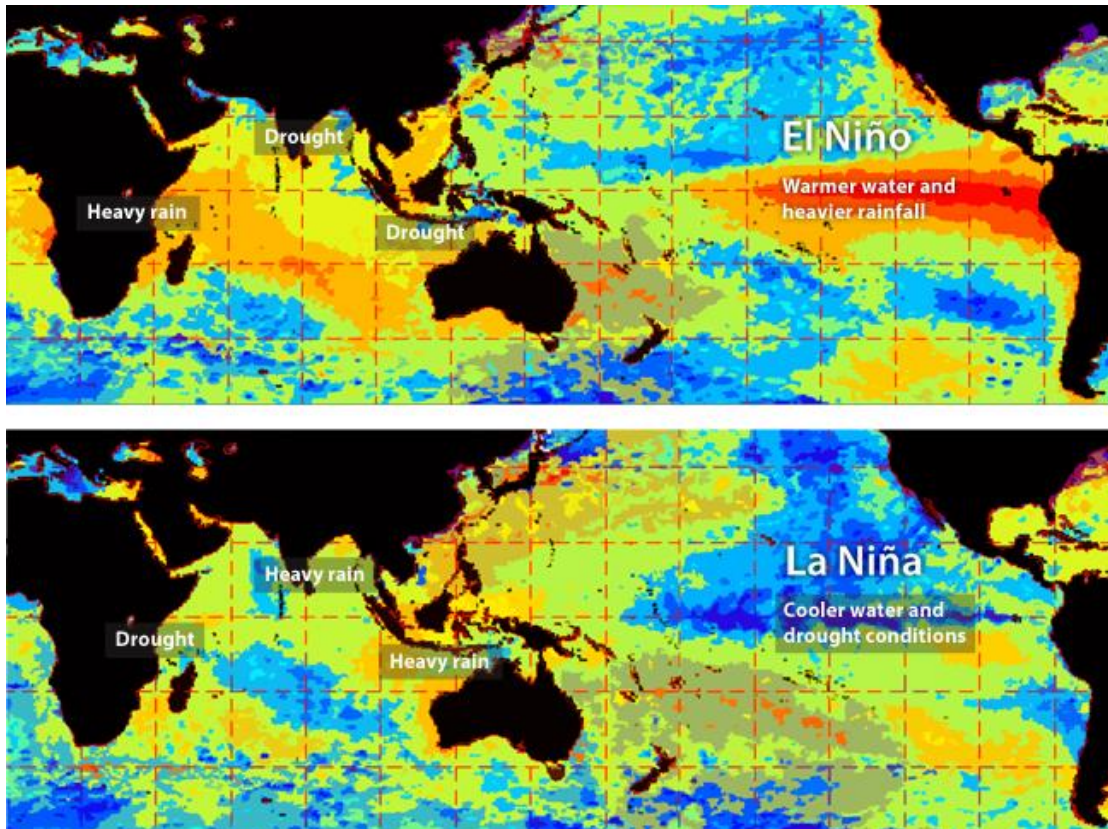 El Niño
Drought
Warmer water and
heavier rainfall
Heavy rain
Drought
La Niña
Heavy rain
Cooler water and
drought conditions
Drought
Heavy rain